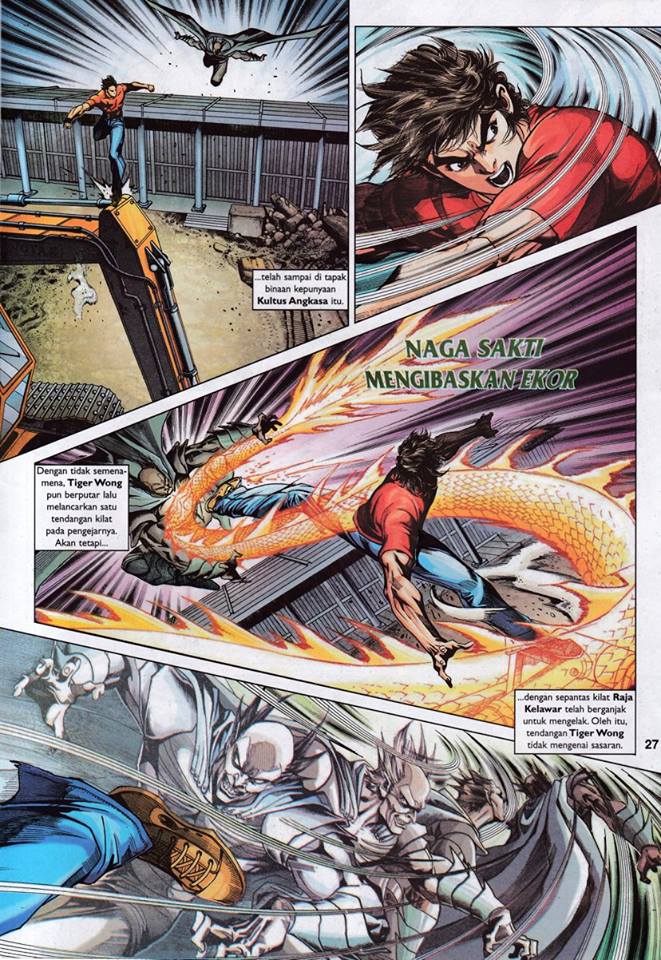 ...telah sampai di tapak
binaan kepunyaan
Kultus Angkasa itu.
NAGA SAKTI
MENGIBASKAN EKOR
Dengan tidak semena-
mena, Tiger Wong
pun berputar lalu
melancarkan satu
tendangan kilat
pada pengejarnya.
Akan tetapi...
...dengan sepantas kilat Raja
Kelawar telah berganjak
untuk mengelak. Oleh itu,
tendangan Tiger Wong
tidak mengenai sasaran.
27